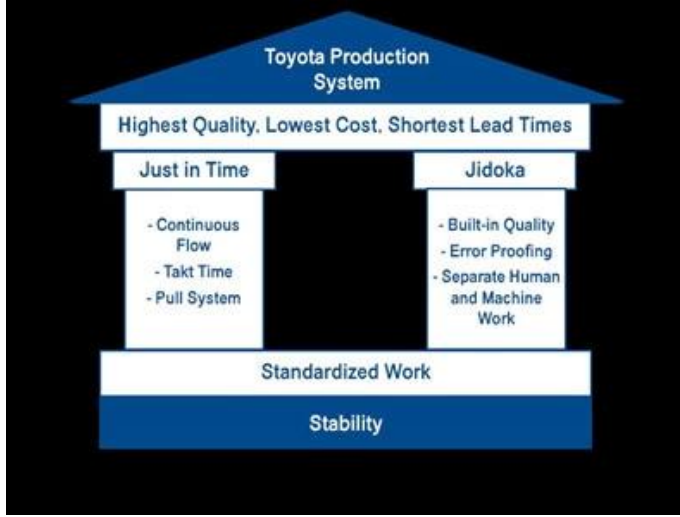 Toyota Production
System
Highest Quality, Lowest Cost, Shortest Lead Times
Just in Time
- Continuous
Flow
- Takt Time
- Pull System
Jidoka
- Built-in Quality
- Error Proofing
- Separate Human
and Machine
Work
Standardized Work
Stability